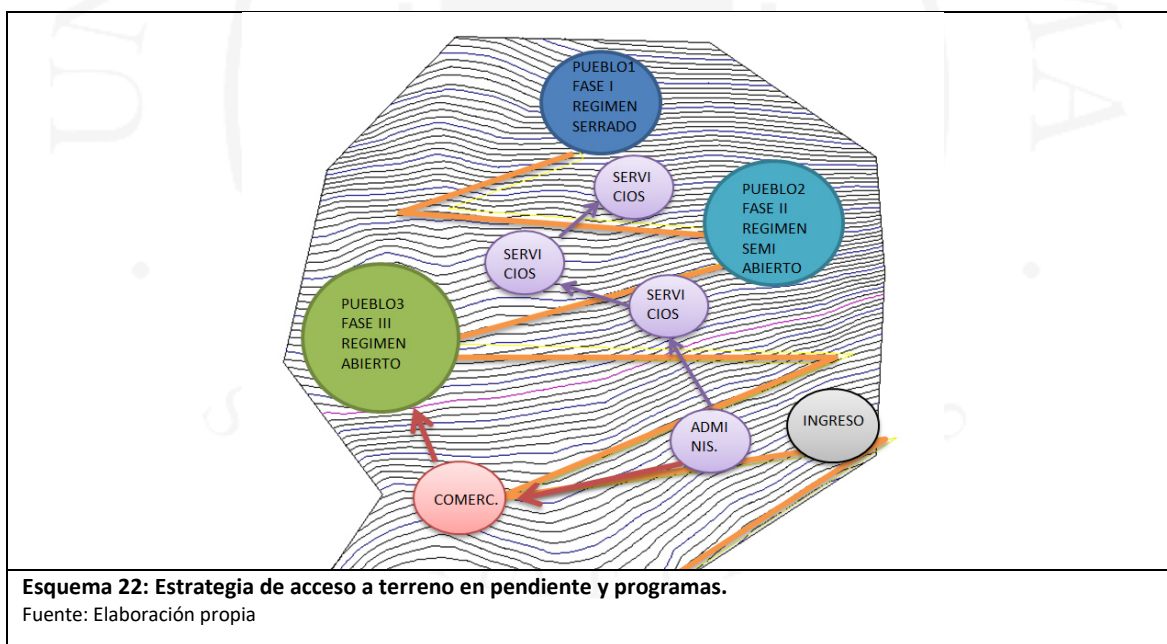 PUEBLO1
FASE I
REGIMEN
SERRADO
SERVI
CIOS
PUEBLO2
FASE II
REGIMEN
SEMI
ABIERTO
SERVI
CIOS
SERVI
CIOS
PUEBLO3
FASE III
REGIMEN
ABIERTO
INGRESO
ADMI
NIS.
COMERC.
Esquema 22: Estrategia de acceso a terreno en pendiente y programas.
Fuente: Elaboración propia